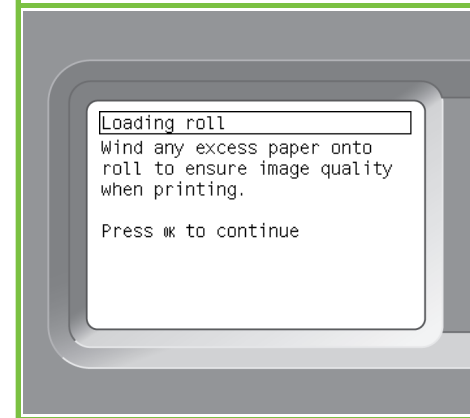 Loading roll
Wind any excess paper onto
roll to ensure image quality
when printing.
Press OK to continue